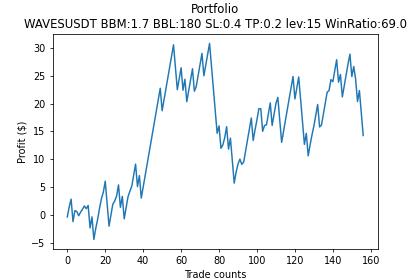 Portfolio
WAVESUSDT BBM:1.7 BBL:180 SL:0.4 TP:0.2 lev:15 WinRatio:69.0
Profit ($)
30
25
20
15
10
5
0
−5
0 20 40 60 80 100 120 140 160
Trade counts